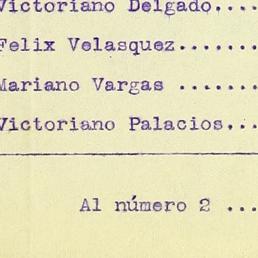 Victoriano Delgado....
Felix Velasquez.......
Mariano Vargas .......
Victoriano Palacios...
Al número 2 ...